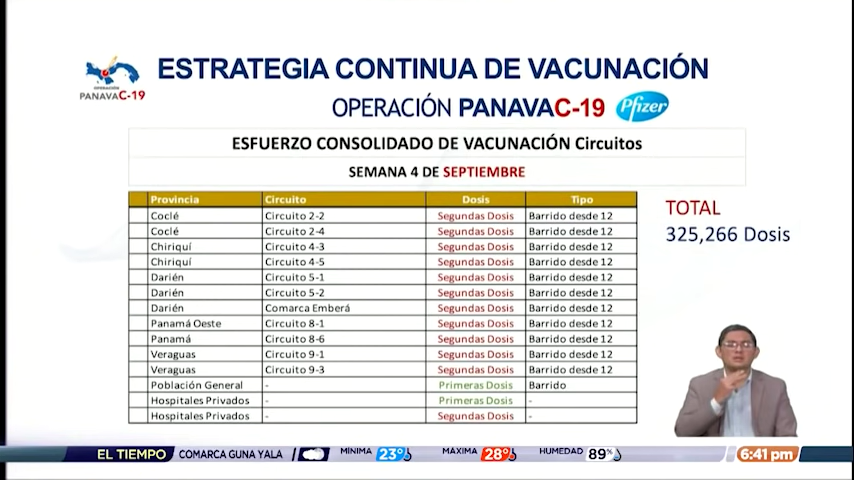 OPERACIÓN
PANAVAC-19
ESTRATEGIA CONTINUA DE VACUNACIÓN
OPERACIÓN PANAVAC-19 Pfizer
ESFUERZO CONSOLIDADO DE VACUNACIÓN Circuitos
SEMANA 4 DE SEPTIEMBRE
Provincia Circuito Dosis Tipo
Coclé Circuito 2-2 Segundas Dosis Barrido desde 12
Coclé Circuito 2-4 Segundas Dosis Barrido desde 12
Chiriquí Circuito 4-3 Segundas Dosis Barrido desde 12
Chiriquí Circuito 4-5 Segundas Dosis Barrido desde 12
Darién Circuito 5-1 Segundas Dosis Barrido desde 12
Darién Circuito 5-2 Segundas Dosis Barrido desde 12
Darién Comarca Emberá Segundas Dosis Barrido desde 12
Panamá Oeste Circuito 8-1 Segundas Dosis Barrido desde 12
Panamá Circuito 8-6 Segundas Dosis Barrido desde 12
Veraguas Circuito 9-1 Segundas Dosis Barrido desde 12
Veraguas Circuito 9-3 Segundas Dosis Barrido desde 12
Población General - Primeras Dosis Barrido
Hospitales Privados - Primeras Dosis -
Hospitales Privados - Segundas Dosis -
TOTAL
325,266 Dosis
EL TIEMPO COMARCA GUNA YALA MÍNIMA 23° MÁXIMA 28° HUMEDAD 89% 6:41 pm